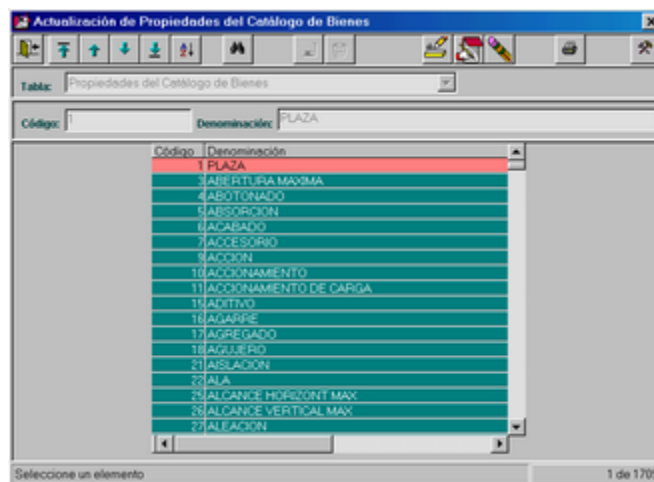 Actualización de Propiedades del Catálogo de Bienes
Tabla: Propiedades del Catálogo de Bienes
Código: 1 Denominación: PLAZA
Código Denominación
1 PLAZA
3 ABERTURA MAXIMA
4 ABOTONADO
5 ABSORCION
6 ACABADO
7 ACCESORIO
9 ACCION
10 ACCIONAMIENTO
11 ACCIONAMIENTO DE CARGA
15 ADITIVO
16 AGARRE
17 AGREGADO
18 AGUJERO
21 AISLACION
22 ALA
25 ALCANCE HORIZONT MAX
26 ALCANCE VERTICAL MAX
27 ALEACION
Seleccione un elemento 1 de 1709